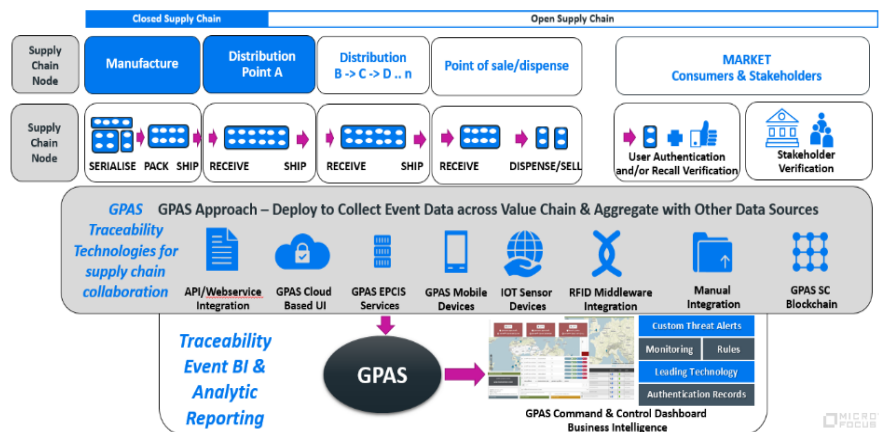 Closed Supply Chain
Open Supply Chain
Supply
Chain
Node
Manufacture
Distribution
Point A
Distribution
B -> C -> D .. n
Point of sale/dispense
MARKET
Consumers & Stakeholders
Supply
Chain
Node
SERIALISE PACK SHIP
RECEIVE SHIP
RECEIVE SHIP
RECEIVE DISPENSE/SELL
User Authentication
and/or Recall Verification
Stakeholder
Verification
GPAS
Traceability
Technologies for
supply chain
collaboration
GPAS Approach – Deploy to Collect Event Data across Value Chain & Aggregate with Other Data Sources
API/Webservice
Integration
GPAS Cloud
Based UI
GPAS EPCIS
Services
GPAS Mobile
Devices
IOT Sensor
Devices
RFID Middleware
Integration
Manual
Integration
GPAS SC
Blockchain
Traceability
Event BI &
Analytic
Reporting
GPAS
Custom Threat Alerts
Monitoring
Rules
Leading Technology
Authentication Records
GPAS Command & Control Dashboard
Business Intelligence
MICRO
FOCUS